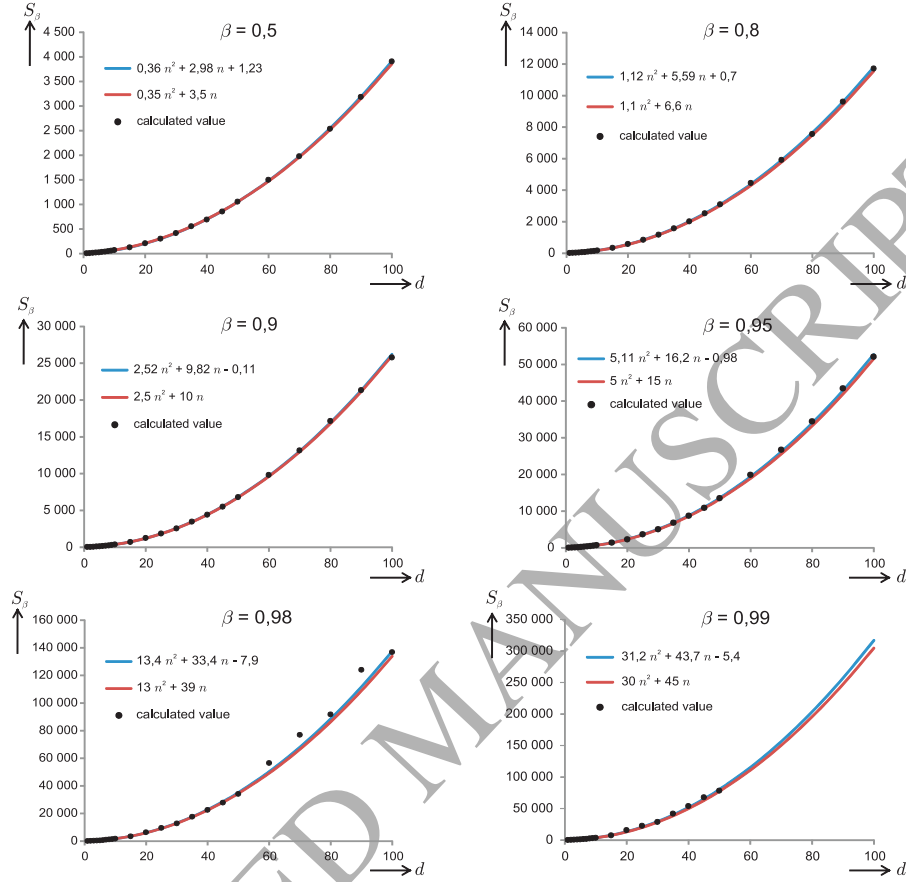 S_β
β = 0,5
4 500
4 000
3 500
3 000
2 500
2 000
1 500
1 000
500
0
0,36 n² + 2,98 n + 1,23
0,35 n² + 3,5 n
calculated value
0 20 40 60 80 100
d
S_β
β = 0,8
14 000
12 000
10 000
8 000
6 000
4 000
2 000
0
1,12 n² + 5,59 n + 0,7
1,1 n² + 6,6 n
calculated value
0 20 40 60 80 100
d
S_β
β = 0,9
30 000
25 000
20 000
15 000
10 000
5 000
0
2,52 n² + 9,82 n - 0,11
2,5 n² + 10 n
calculated value
0 20 40 60 80 100
d
S_β
β = 0,95
60 000
50 000
40 000
30 000
20 000
10 000
0
5,11 n² + 16,2 n - 0,98
5 n² + 15 n
calculated value
0 20 40 60 80 100
d
S_β
β = 0,98
160 000
140 000
120 000
100 000
80 000
60 000
40 000
20 000
0
13,4 n² + 33,4 n - 7,9
13 n² + 39 n
calculated value
0 20 40 60 80 100
d
S_β
β = 0,99
350 000
300 000
250 000
200 000
150 000
100 000
50 000
0
31,2 n² + 43,7 n - 5,4
30 n² + 45 n
calculated value
0 20 40 60 80 100
d
ED MANUSCRIPT